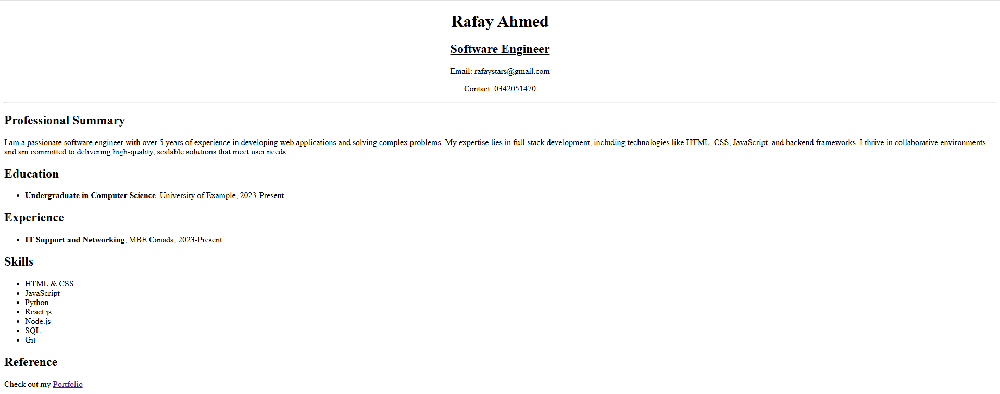 Rafay Ahmed
Software Engineer
Email: rafaystars@gmail.com
Contact: 0342051470
Professional Summary
I am a passionate software engineer with over 5 years of experience in developing web applications and solving complex problems. My expertise lies in full-stack development, including technologies like HTML, CSS, JavaScript, and backend frameworks. I thrive in collaborative environments
and am committed to delivering high-quality, scalable solutions that meet user needs.
Education
• Undergraduate in Computer Science, University of Example, 2023-Present
Experience
• IT Support and Networking, MBE Canada, 2023-Present
Skills
• HTML & CSS
• JavaScript
• Python
• React.js
• Node.js
• SQL
• Git
Reference
Check out my Portfolio